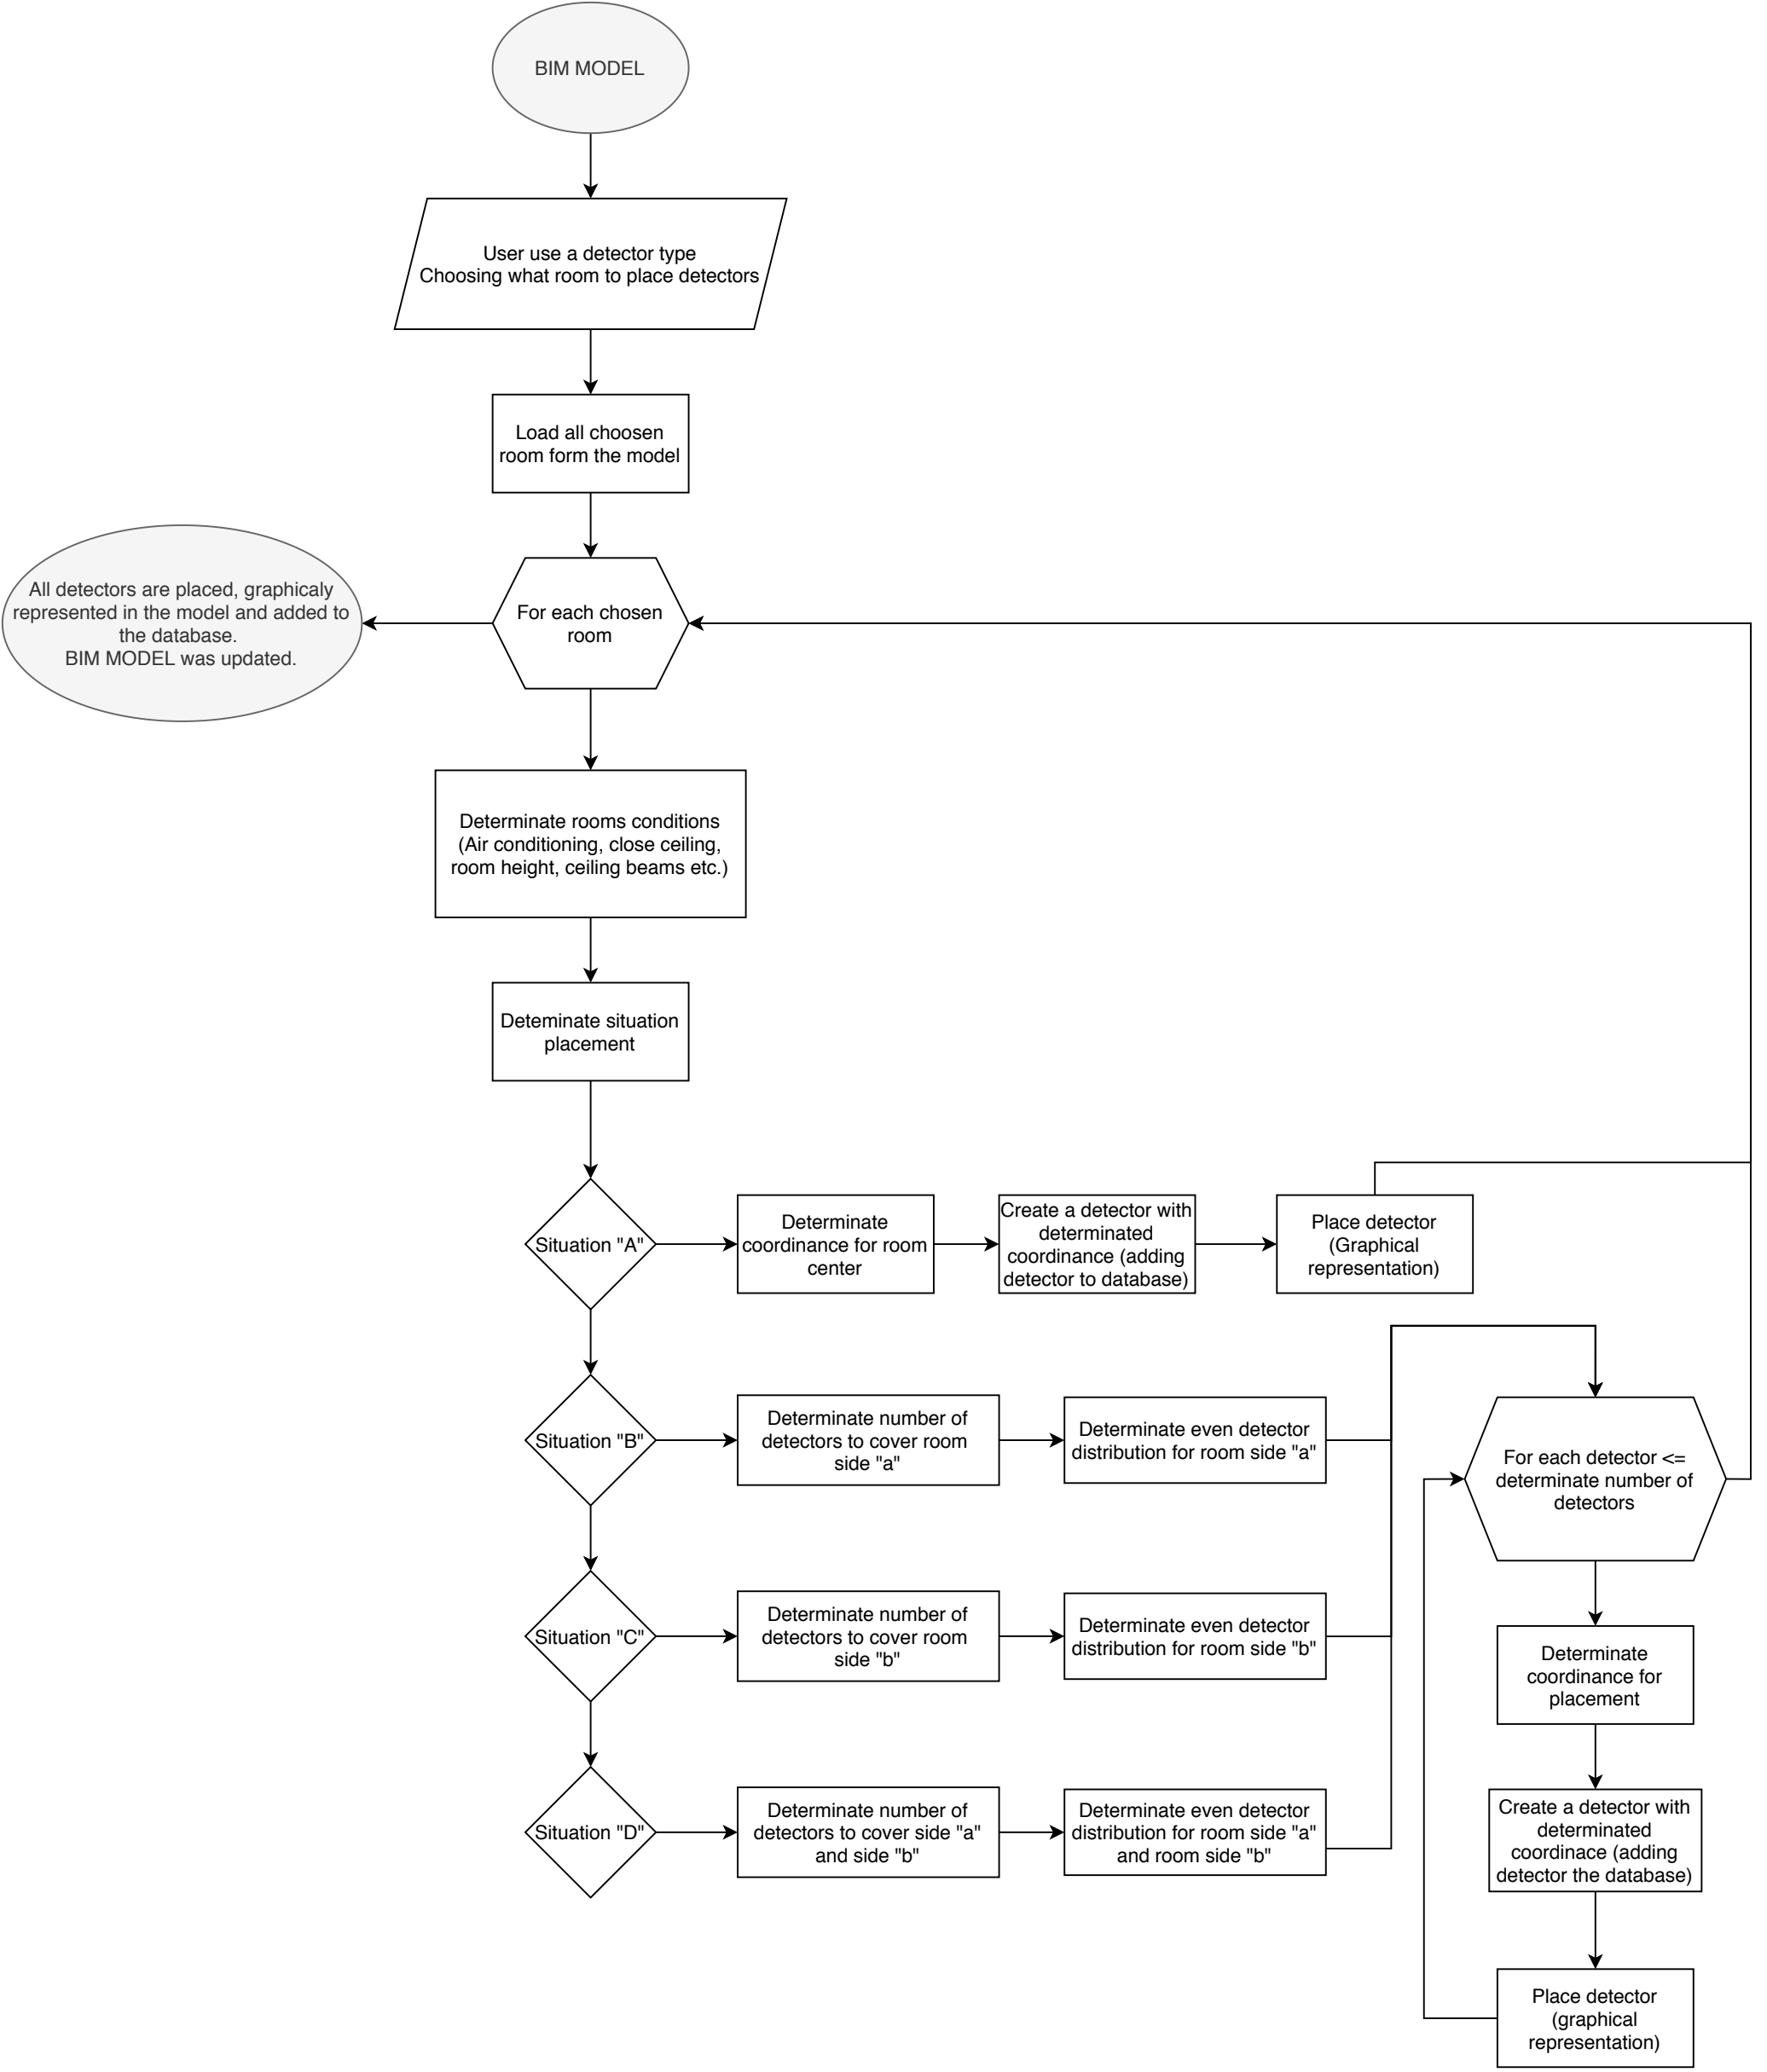 BIM MODEL
User use a detector type
Choosing what room to place detectors
Load all choosen
room form the model
All detectors are placed, graphicaly
represented in the model and added to
the database.
BIM MODEL was updated.
For each chosen
room
Determinate rooms conditions
(Air conditioning, close ceiling,
room height, ceiling beams etc.)
Deteminate situation
placement
Situation "A"
Determinate
coordinance for room
center
Create a detector with
determinated
coordinance (adding
detector to database)
Place detector
(Graphical
representation)
Situation "B"
Determinate number of
detectors to cover room
side "a"
Determinate even detector
distribution for room side "a"
For each detector <=
determinate number of
detectors
Situation "C"
Determinate number of
detectors to cover room
side "b"
Determinate even detector
distribution for room side "b"
Determinate
coordinance for
placement
Situation "D"
Determinate number of
detectors to cover side "a"
and side "b"
Determinate even detector
distribution for room side "a"
and room side "b"
Create a detector with
determinated
coordinace (adding
detector the database)
Place detector
(graphical
representation)